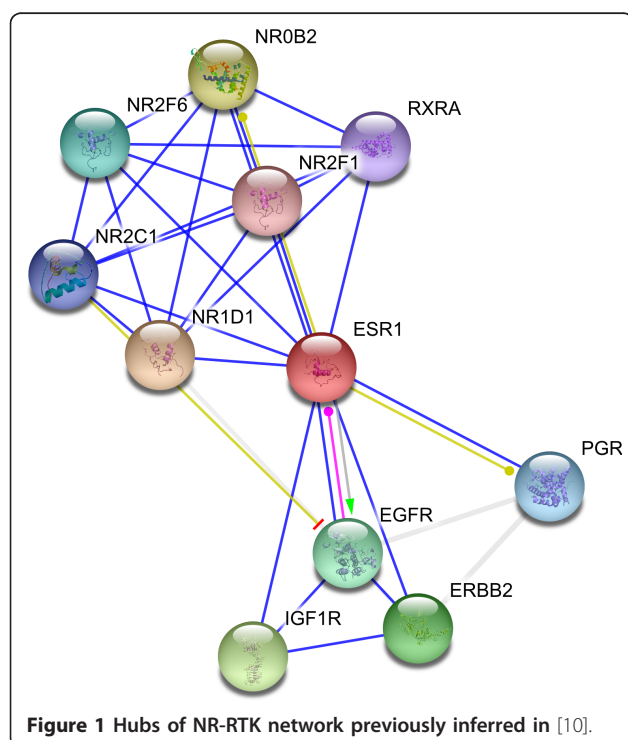 NR0B2
NR2F6
RXRA
NR2F1
NR2C1
NR1D1
ESR1
PGR
EGFR
ERBB2
IGF1R
Figure 1 Hubs of NR-RTK network previously inferred in [10].